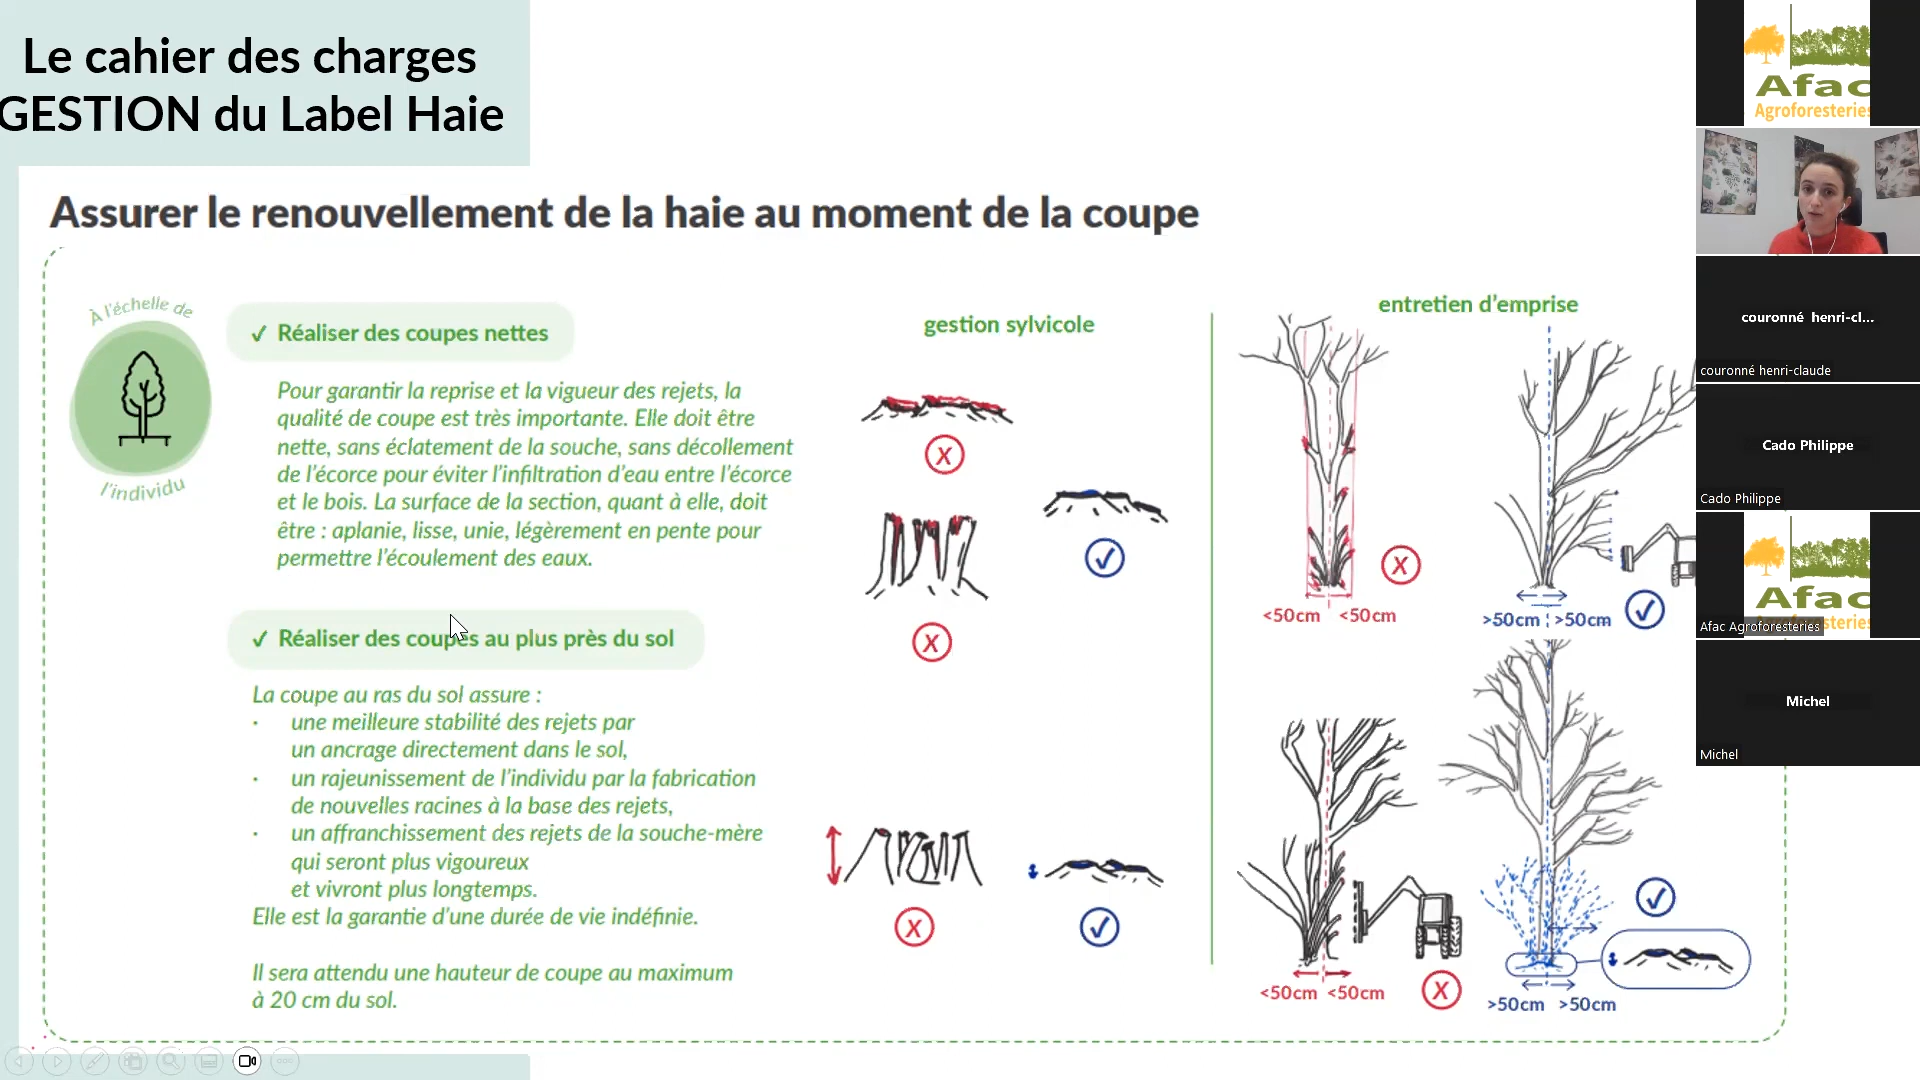 Le cahier des charges
GESTION du Label Haie
Assurer le renouvellement de la haie au moment de la coupe
À l'échelle de
l'individu
✓ Réaliser des coupes nettes
Pour garantir la reprise et la vigueur des rejets, la
qualité de coupe est très importante. Elle doit être
nette, sans éclatement de la souche, sans décollement
de l'écorce pour éviter l'infiltration d'eau entre l'écorce
et le bois. La surface de la section, quant à elle, doit
être : aplanie, lisse, unie, légèrement en pente pour
permettre l'écoulement des eaux.
✓ Réaliser des coupes au plus près du sol
La coupe au ras du sol assure :
· une meilleure stabilité des rejets par
un ancrage directement dans le sol,
· un rajeunissement de l'individu par la fabrication
de nouvelles racines à la base des rejets,
· un affranchissement des rejets de la souche-mère
qui seront plus vigoureux
et vivront plus longtemps.
Elle est la garantie d'une durée de vie indéfinie.
Il sera attendu une hauteur de coupe au maximum
à 20 cm du sol.
gestion sylvicole
X
X
X
entretien d'emprise
X
<50cm <50cm
>50cm >50cm
X
<50cm <50cm
>50cm >50cm
Afac
Agroforesteries
couronné henri-cl...
couronné henri-claude
Cado Philippe
Cado Philippe
Afac
steries
Afac Agroforesteries
Michel
Michel